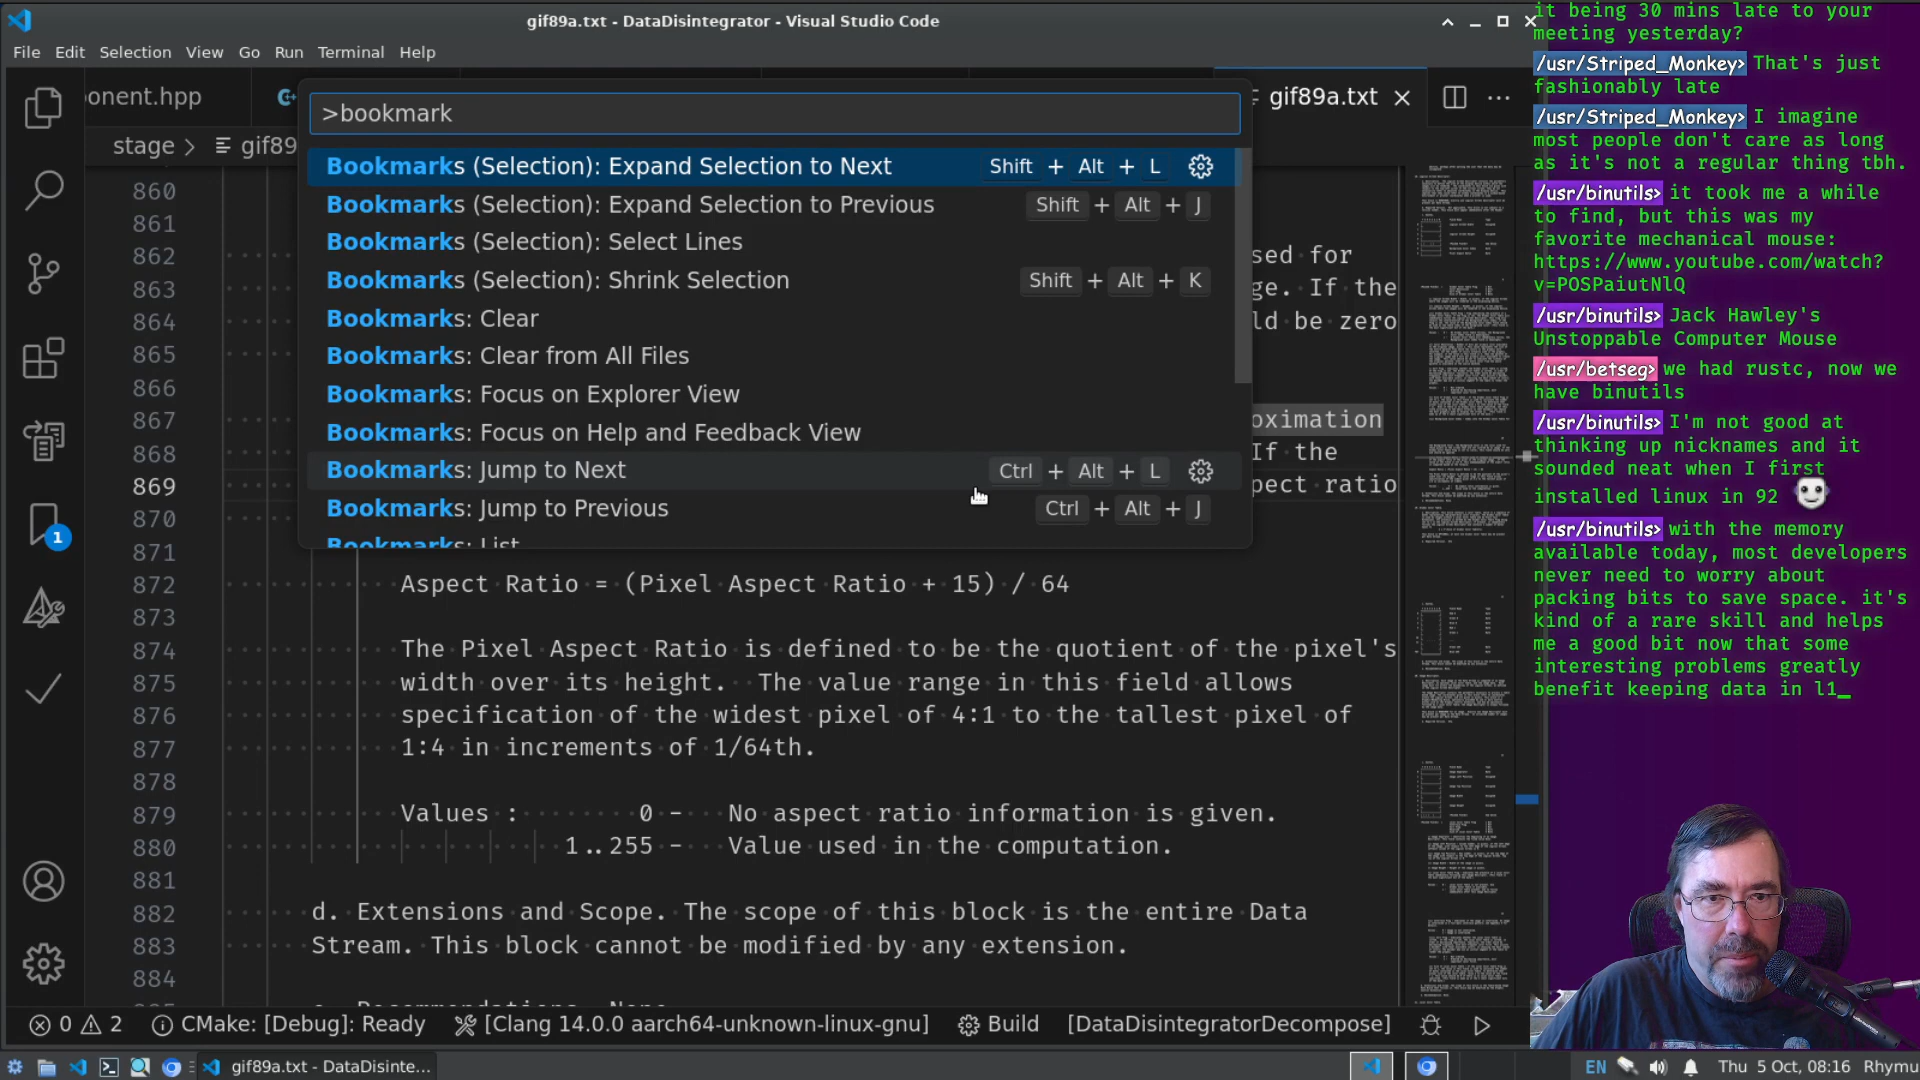 gif89a.txt - DataDisintegrator - Visual Studio Code
File Edit Selection View Go Run Terminal Help
onent.hpp
gif89a.txt
>bookmark
stage > gif89
Bookmarks (Selection): Expand Selection to Next Shift + Alt + L
Bookmarks (Selection): Expand Selection to Previous Shift + Alt + J
Bookmarks (Selection): Select Lines
Bookmarks (Selection): Shrink Selection Shift + Alt + K
Bookmarks: Clear
Bookmarks: Clear from All Files
Bookmarks: Focus on Explorer View
Bookmarks: Focus on Help and Feedback View
Bookmarks: Jump to Next Ctrl + Alt + L
Bookmarks: Jump to Previous Ctrl + Alt + J
Bookmarks: List
860
861
862 sed for
863 ge. If the
864 ld be zero
865
866
867 oximation
868 If the
869 pect ratio
870
871
872 Aspect Ratio = (Pixel Aspect Ratio + 15) / 64
873
874 The Pixel Aspect Ratio is defined to be the quotient of the pixel's
875 width over its height. The value range in this field allows
876 specification of the widest pixel of 4:1 to the tallest pixel of
877 1:4 in increments of 1/64th.
878
879 Values : 0 - No aspect ratio information is given.
880 1..255 - Value used in the computation.
881
882 d. Extensions and Scope. The scope of this block is the entire Data
883 Stream. This block cannot be modified by any extension.
884
1
0 2 CMake: [Debug]: Ready [Clang 14.0.0 aarch64-unknown-linux-gnu] Build [DataDisintegratorDecompose]
gif89a.txt - DataDisinte...
EN Thu 5 Oct, 08:16 Rhymu
it being 30 mins late to your
meeting yesterday?
/usr/Striped_Monkey> That's just
fashionably late
/usr/Striped_Monkey> I imagine
most people don't care as long
as it's not a regular thing tbh.
/usr/binutils> it took me a while
to find, but this was my
favorite mechanical mouse:
https://www.youtube.com/watch?
v=POSPaiutNlQ
/usr/binutils> Jack Hawley's
Unstoppable Computer Mouse
/usr/betseg> we had rustc, now we
have binutils
/usr/binutils> I'm not good at
thinking up nicknames and it
sounded neat when I first
installed linux in 92
/usr/binutils> with the memory
available today, most developers
never need to worry about
packing bits to save space. it's
kind of a rare skill and helps
me a good bit now that some
interesting problems greatly
benefit keeping data in l1_